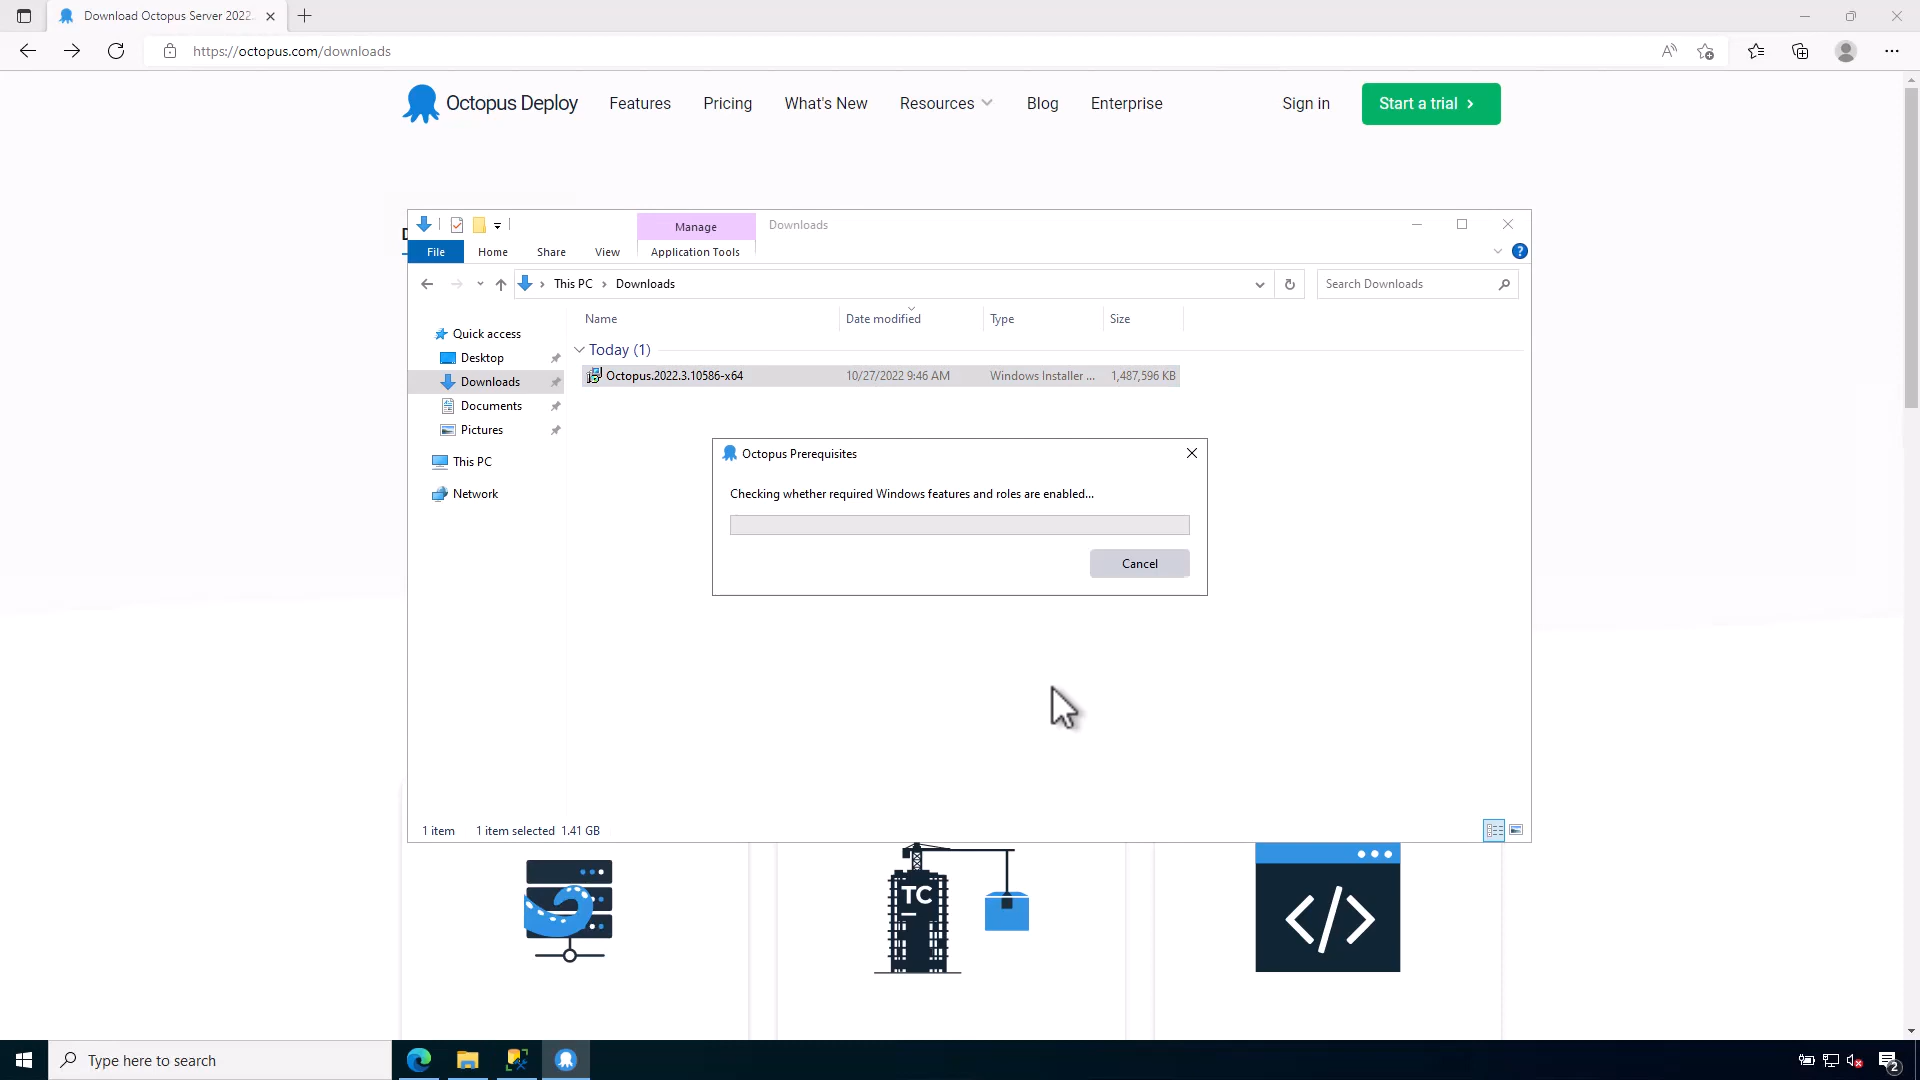 Download Octopus Server 2022
https://octopus.com/downloads
Octopus Deploy
Features
Pricing
What's New
Resources
Blog
Enterprise
Sign in
Start a trial
Manage
Downloads
File
Home
Share
View
Application Tools
This PC
Downloads
Search Downloads
Name
Date modified
Type
Size
Quick access
Desktop
Downloads
Documents
Pictures
This PC
Network
Today (1)
Octopus.2022.3.10586-x64
10/27/2022 9:46 AM
Windows Installer ...
1,487,596 KB
Octopus Prerequisites
Checking whether required Windows features and roles are enabled...
Cancel
1 item
1 item selected 1.41 GB
TC
</>
Type here to search
2